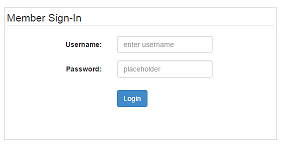 Member Sign-In
Username: enter username
Password: placeholder
Login